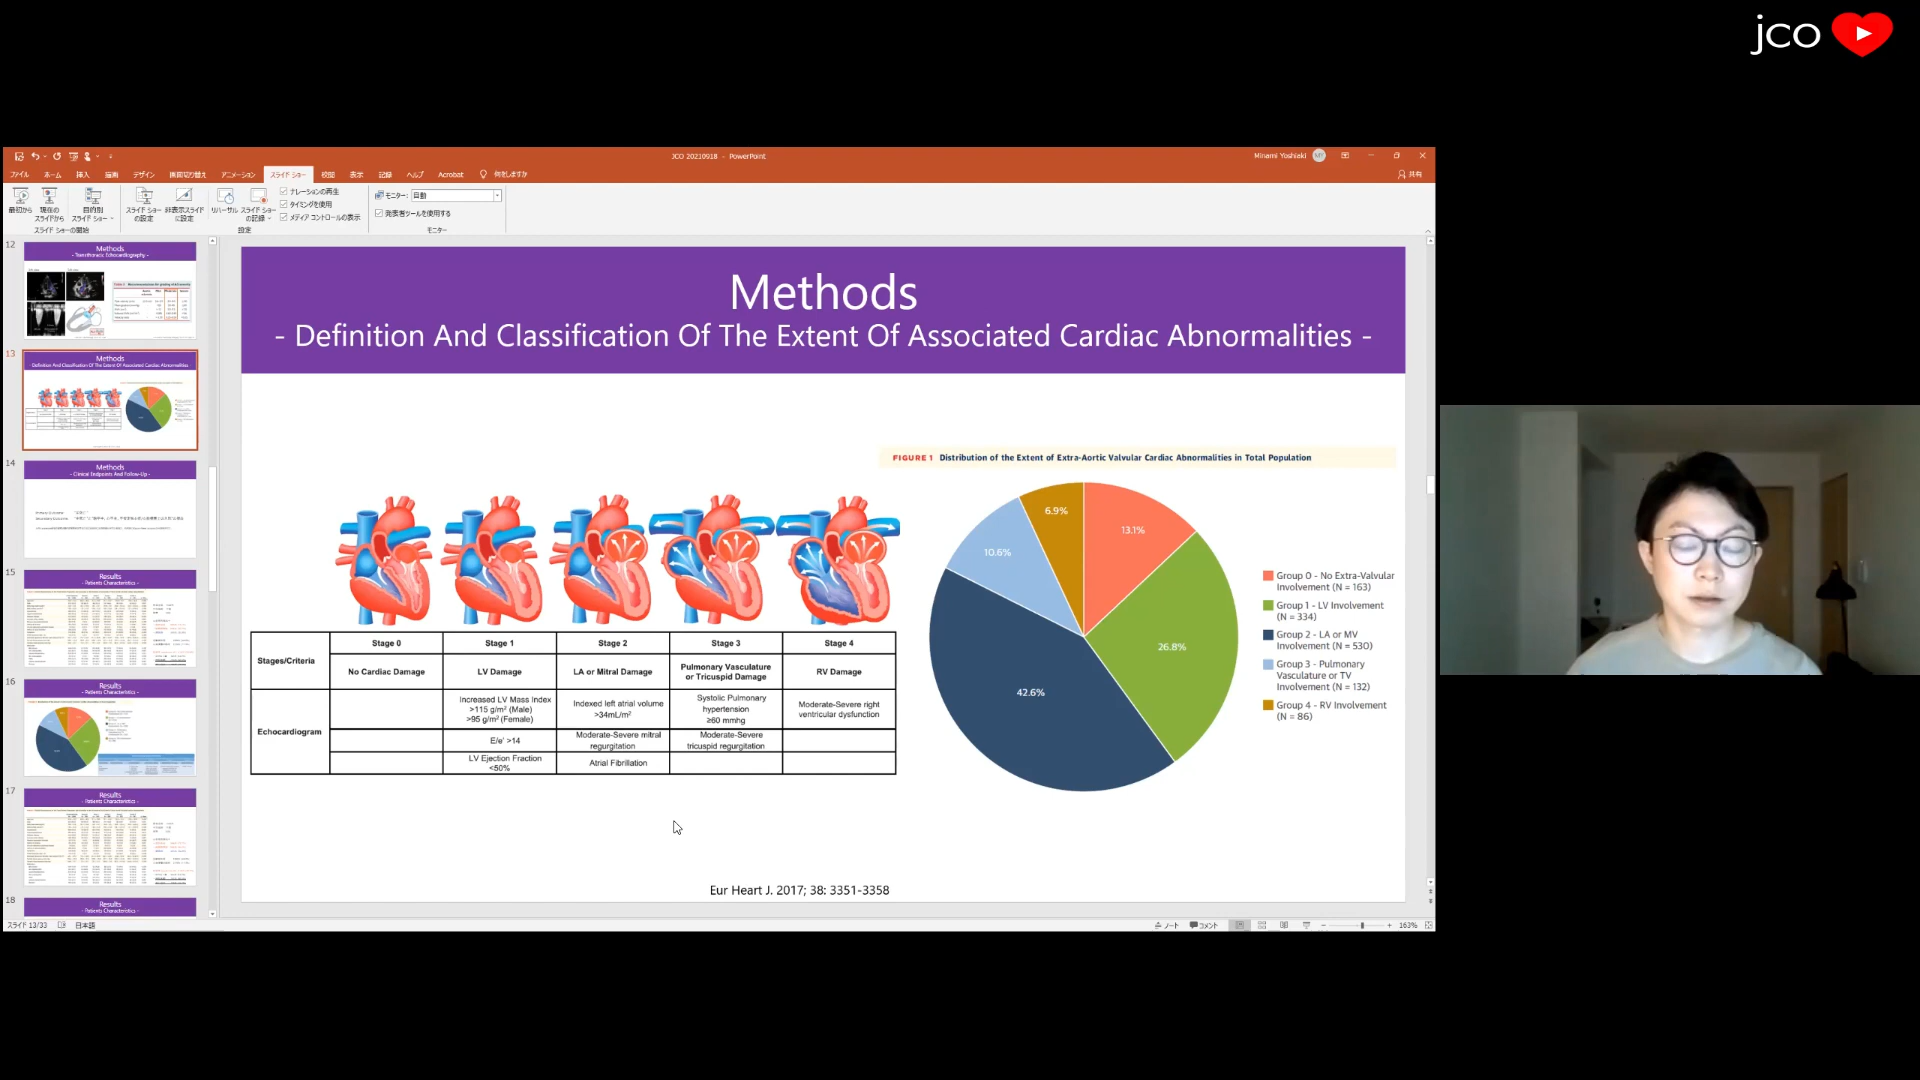 jco
JCO 20210918 - PowerPoint
Minami Yoshiaki
MY
ファイル
ホーム
挿入
描画
デザイン
画面切り替え
アニメーション
スライド ショー
校閲
表示
記録
ヘルプ
Acrobat
何をしますか
共有
最初から
現在の
スライドから
目的別
スライド ショー
スライド ショー
の設定
非表示スライド
に設定
リハーサル
スライド ショー
の記録
ナレーションの再生
タイミングを使用
メディア コントロールの表示
モニター:
自動
発表者ツールを使用する
スライド ショーの開始
設定
モニター
12
Methods
- Transthoracic Echocardiography -
13
Methods
Definition And Classification Of The Extent Of Associated Cardiac Abnormalities
14
Methods
- Clinical Endpoints And Follow-Up -
15
Results
- Patients Characteristics -
16
Results
- Patients Characteristics -
17
Results
- Patients Characteristics -
18
Results
- Patients Characteristics -
Methods
- Definition And Classification Of The Extent Of Associated Cardiac Abnormalities -
FIGURE 1 Distribution of the Extent of Extra-Aortic Valvular Cardiac Abnormalities in Total Population
6.9%
13.1%
10.6%
26.8%
42.6%
Group 0 - No Extra-Valvular
Involvement (N = 163)
Group 1 - LV Involvement
(N = 334)
Group 2 - LA or MV
Involvement (N = 530)
Group 3 - Pulmonary
Vasculature or TV
Involvement (N = 132)
Group 4 - RV Involvement
(N = 86)
Stages/Criteria
Stage 0
Stage 1
Stage 2
Stage 3
Stage 4
No Cardiac Damage
LV Damage
LA or Mitral Damage
Pulmonary Vasculature
or Tricuspid Damage
RV Damage
Echocardiogram
Increased LV Mass Index
>115 g/m² (Male)
>95 g/m² (Female)
Indexed left atrial volume
>34mL/m²
Systolic Pulmonary
hypertension
≥60 mmhg
Moderate-Severe right
ventricular dysfunction
E/e' >14
Moderate-Severe mitral
regurgitation
Moderate-Severe
tricuspid regurgitation
LV Ejection Fraction
<50%
Atrial Fibrillation
Eur Heart J. 2017; 38: 3351-3358
スライド 13/33
日本語
ノート
コメント
163%